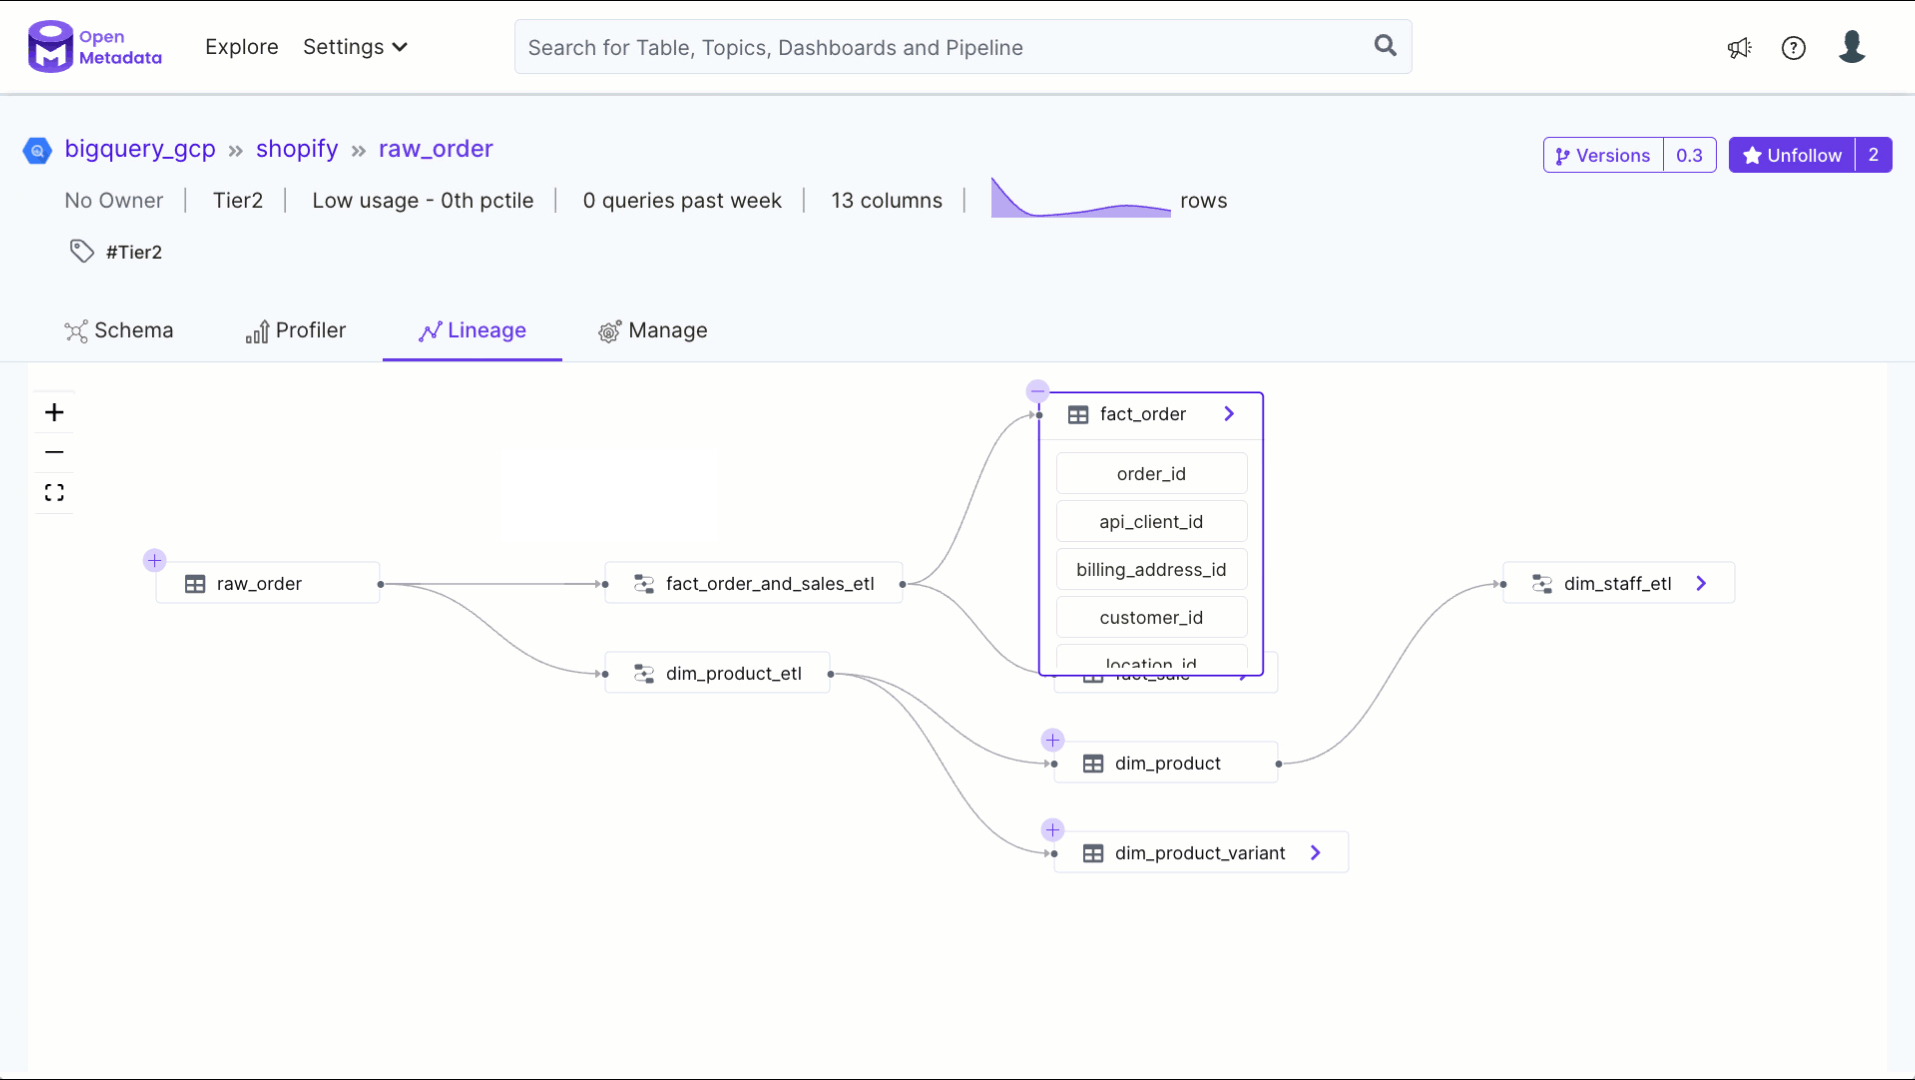 Open
Metadata
Explore Settings
Search for Table, Topics, Dashboards and Pipeline
bigquery_gcp » shopify » raw_order
Versions 0.3
Unfollow 2
No Owner | Tier2 | Low usage - 0th pctile | 0 queries past week | 13 columns | rows
#Tier2
Schema Profiler Lineage Manage
fact_order
order_id
api_client_id
billing_address_id
customer_id
location_id
raw_order
fact_order_and_sales_etl
dim_staff_etl
dim_product_etl
fact_sale
dim_product
dim_product_variant